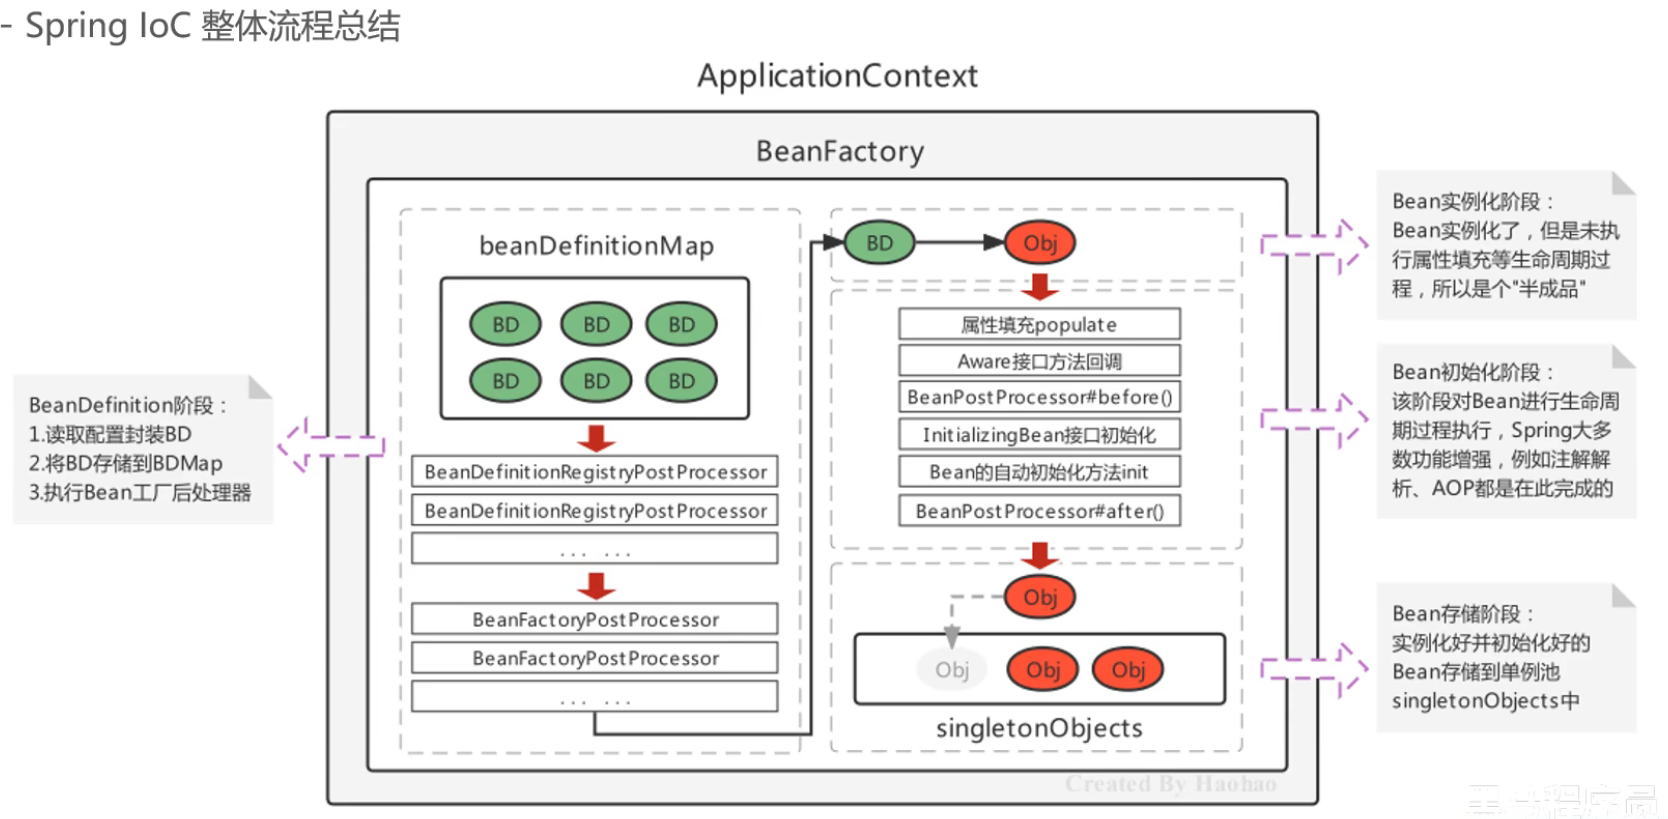 - Spring IoC 整体流程总结
ApplicationContext
BeanFactory
beanDefinitionMap
BD
BD
BD
BD
BD
BD
BeanDefinitionRegistryPostProcessor
BeanDefinitionRegistryPostProcessor
... ...
BeanFactoryPostProcessor
BeanFactoryPostProcessor
... ...
BeanDefinition阶段：
1.读取配置封装BD
2.将BD存储到BDMap
3.执行Bean工厂后处理器
BD
Obj
属性填充populate
Aware接口方法回调
BeanPostProcessor#before()
InitializingBean接口初始化
Bean的自动初始化方法init
BeanPostProcessor#after()
Obj
Obj
Obj
Obj
singletonObjects
Bean实例化阶段：
Bean实例化了，但是未执
行属性填充等生命周期过
程，所以是个"半成品"
Bean初始化阶段：
该阶段对Bean进行生命周
期过程执行，Spring大多
数功能增强，例如注解解
析、AOP都是在此完成的
Bean存储阶段：
实例化好并初始化好的
Bean存储到单例池
singletonObjects中
Created By Haohao
黑马程序员